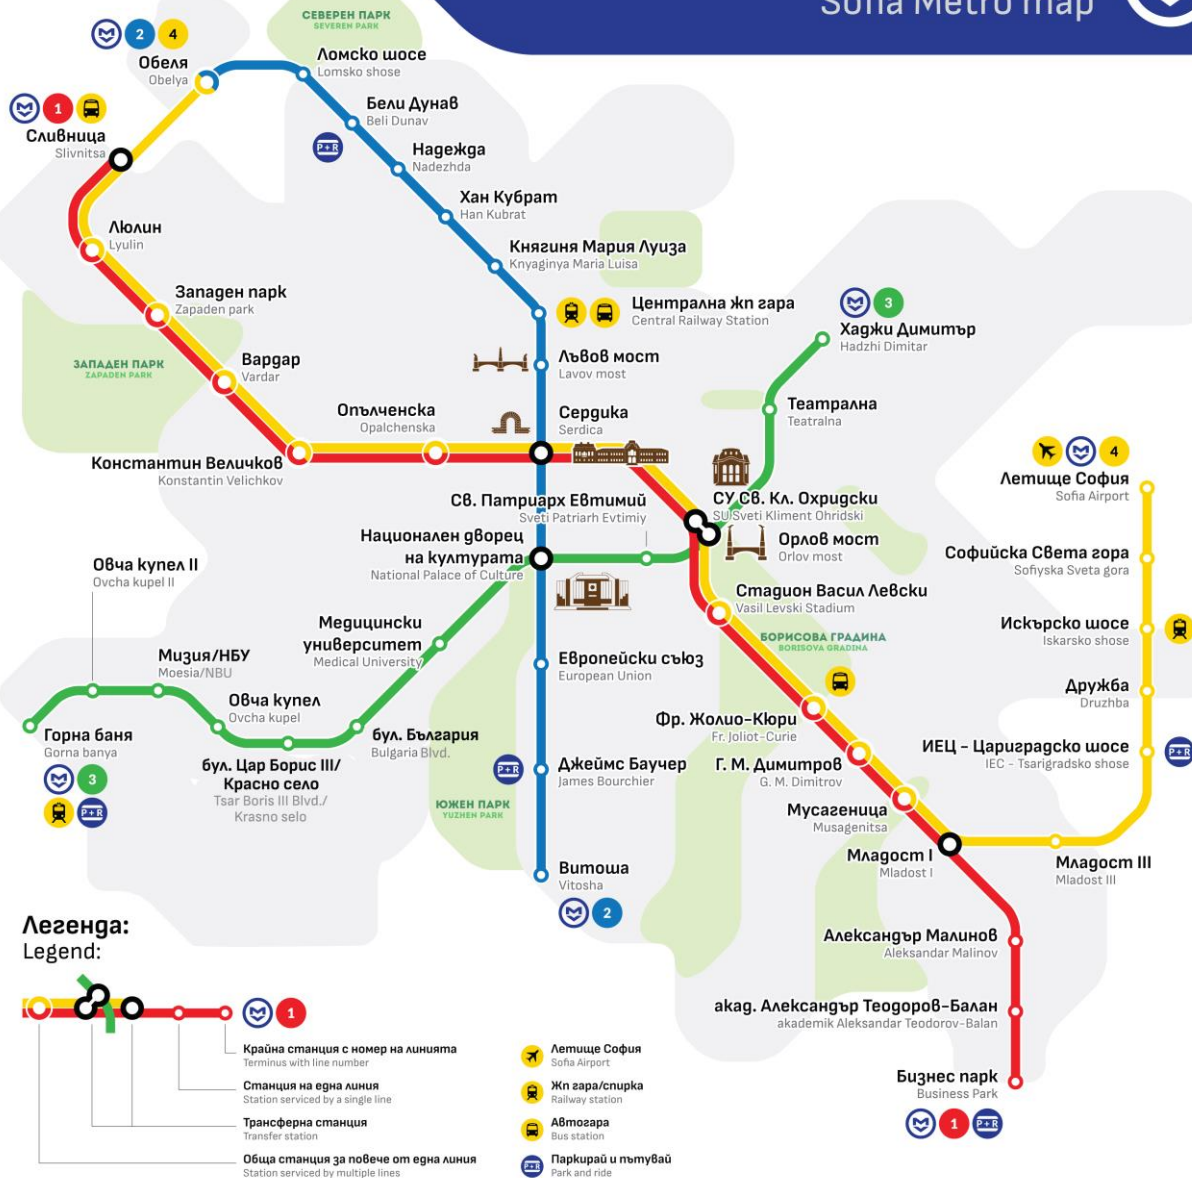 Sofia Metro map
СЕВЕРЕН ПАРК
SEVEREN PARK
2 4
Обеля
Obelya
Ломско шосе
Lomsko shose
1
Сливница
Slivnitsa
Бели Дунав
Beli Dunav
P+R
Надежда
Nadezhda
Хан Кубрат
Han Kubrat
Люлин
Lyulin
Княгиня Мария Луиза
Knyaginya Maria Luisa
Западен парк
Zapaden park
Централна жп гара
Central Railway Station
3
Хаджи Димитър
Hadzhi Dimitar
ЗАПАДЕН ПАРК
ZAPADEN PARK
Вардар
Vardar
Лъвов мост
Lavov most
Опълченска
Opalchenska
Сердика
Serdica
Театрална
Teatralna
Константин Величков
Konstantin Velichkov
4
Летище София
Sofia Airport
Св. Патриарх Евтимий
Sveti Patriarh Evtimiy
СУ Св. Кл. Охридски
SU Sveti Kliment Ohridski
Национален дворец
на културата
National Palace of Culture
Орлов мост
Orlov most
Софийска Света гора
Sofiyska Sveta gora
Овча купел II
Ovcha kupel II
Стадион Васил Левски
Vasil Levski Stadium
Медицински
университет
Medical University
БОРИСОВА ГРАДИНА
BORISOVA GRADINA
Искърско шосе
Iskarsko shose
Мизия/НБУ
Moesia/NBU
Европейски съюз
European Union
Дружба
Druzhba
Овча купел
Ovcha kupel
Горна баня
Gorna banya
3
P+R
бул. България
Bulgaria Blvd.
Фр. Жолио-Кюри
Fr. Joliot-Curie
ИЕЦ - Цариградско шосе
IEC - Tsarigradsko shose
P+R
бул. Цар Борис III/
Красно село
Tsar Boris III Blvd./
Krasno selo
P+R
Джеймс Баучер
James Bourchier
Г. М. Димитров
G. M. Dimitrov
ЮЖЕН ПАРК
YUZHEN PARK
Мусагеница
Musagenitsa
Младост I
Mladost I
Младост III
Mladost III
Витоша
Vitosha
2
Александър Малинов
Aleksandar Malinov
акад. Александър Теодоров-Балан
akademik Aleksandar Teodorov-Balan
Бизнес парк
Business Park
1 P+R
Легенда:
Legend:
1
Крайна станция с номер на линията
Terminus with line number
Станция на една линия
Station serviced by a single line
Трансферна станция
Transfer station
Обща станция за повече от една линия
Station serviced by multiple lines
Летище София
Sofia Airport
Жп гара/спирка
Railway station
Автогара
Bus station
P+R
Паркирай и пътувай
Park and ride